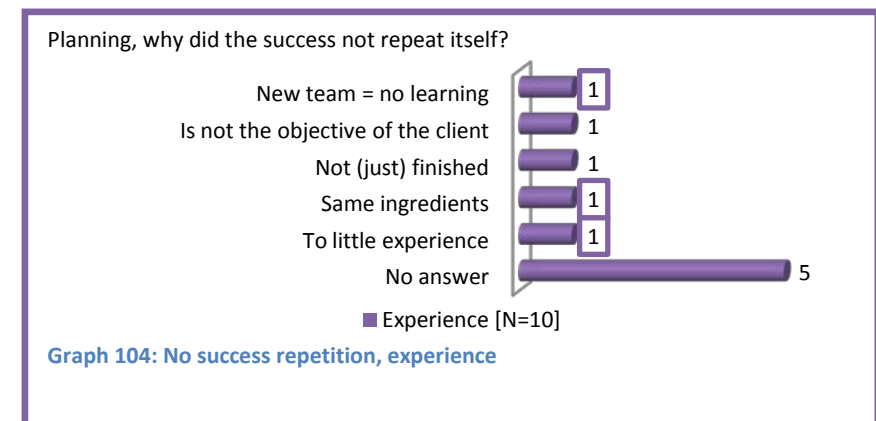 Planning, why did the success not repeat itself?
New team = no learning 1
Is not the objective of the client 1
Not (just) finished 1
Same ingredients 1
To little experience 1
No answer 5
Experience [N=10]
Graph 104: No success repetition, experience